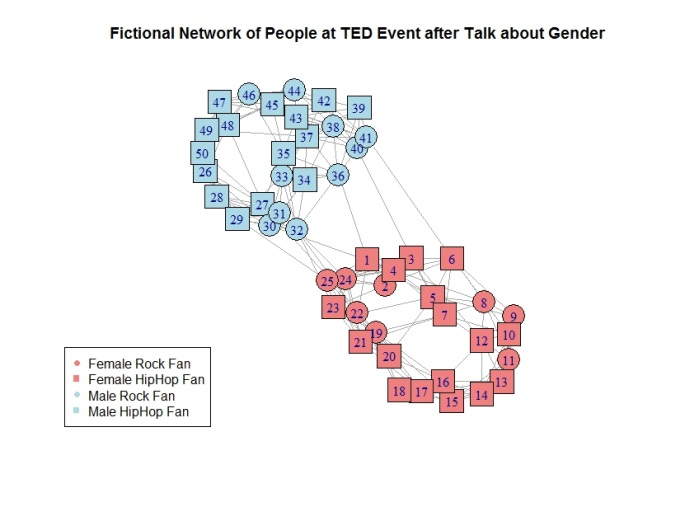 Fictional Network of People at TED Event after Talk about Gender
46 44
47 45 42 39
49 48 43 38 41
37 40
50 35
26 33 34 36
28 27 31
29 30 32
1 3 6
25 24 4 2
23 22 5 7 8 9
21 19 12 10
20 11
18 17 16 15 14 13
Female Rock Fan
Female HipHop Fan
Male Rock Fan
Male HipHop Fan